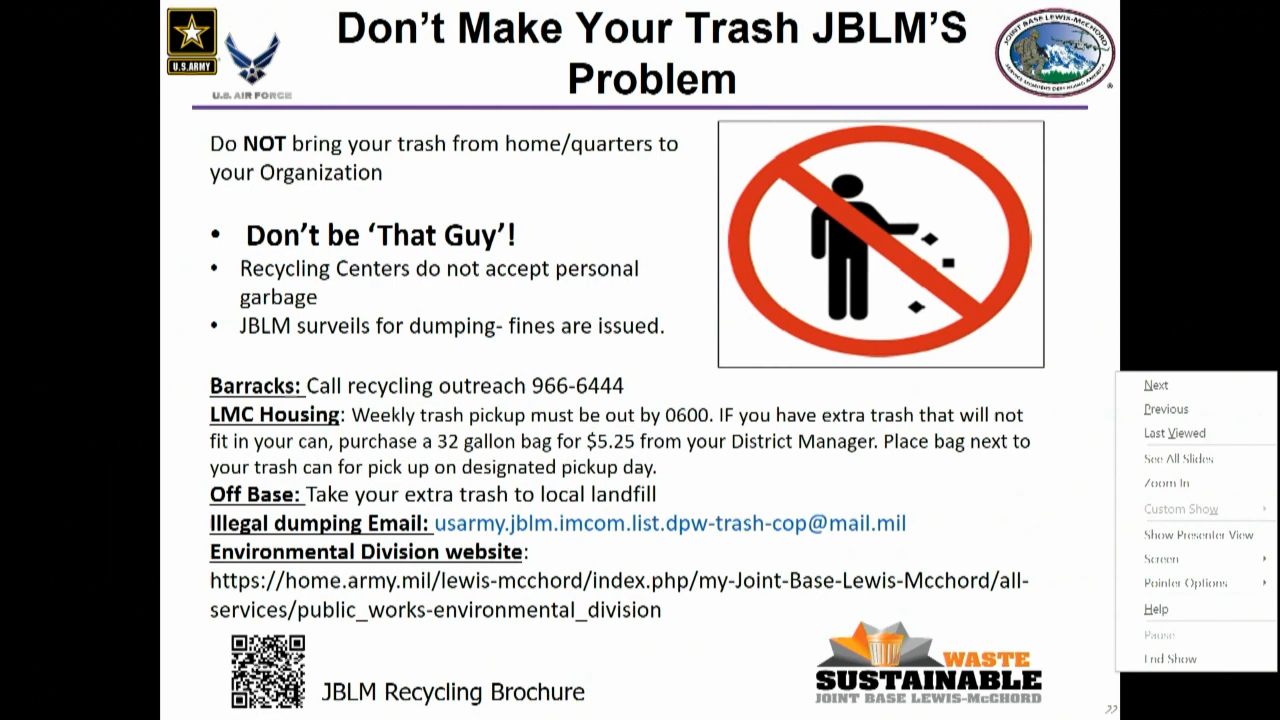 Don't Make Your Trash JBLM'S
Problem
U.S.ARMY
U.S. AIR FORCE
JOINT BASE LEWIS-McCHORD
Do NOT bring your trash from home/quarters to
your Organization
• Don't be 'That Guy'!
• Recycling Centers do not accept personal
garbage
• JBLM surveils for dumping- fines are issued.
Barracks: Call recycling outreach 966-6444
LMC Housing: Weekly trash pickup must be out by 0600. IF you have extra trash that will not
fit in your can, purchase a 32 gallon bag for $5.25 from your District Manager. Place bag next to
your trash can for pick up on designated pickup day.
Off Base: Take your extra trash to local landfill
Illegal dumping Email: usarmy.jblm.imcom.list.dpw-trash-cop@mail.mil
Environmental Division website:
https://home.army.mil/lewis-mcchord/index.php/my-Joint-Base-Lewis-Mcchord/all-
services/public_works-environmental_division
JBLM Recycling Brochure
WASTE
SUSTAINABLE
JOINT BASE LEWIS-McCHORD
22
Next
Previous
Last Viewed
See All Slides
Zoom In
Custom Show
Show Presenter View
Screen
Pointer Options
Help
Pause
End Show